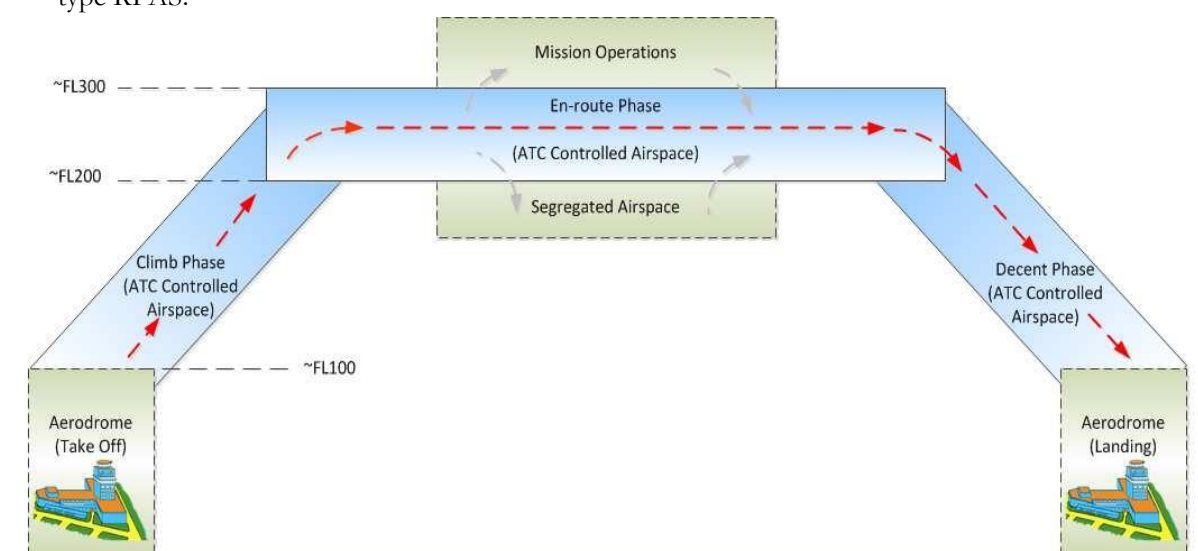 type RPAS.
Mission Operations
~FL300
En-route Phase
(ATC Controlled Airspace)
~FL200
Segregated Airspace
Climb Phase
(ATC Controlled
Airspace)
Decent Phase
(ATC Controlled
Airspace)
~FL100
Aerodrome
(Take Off)
Aerodrome
(Landing)